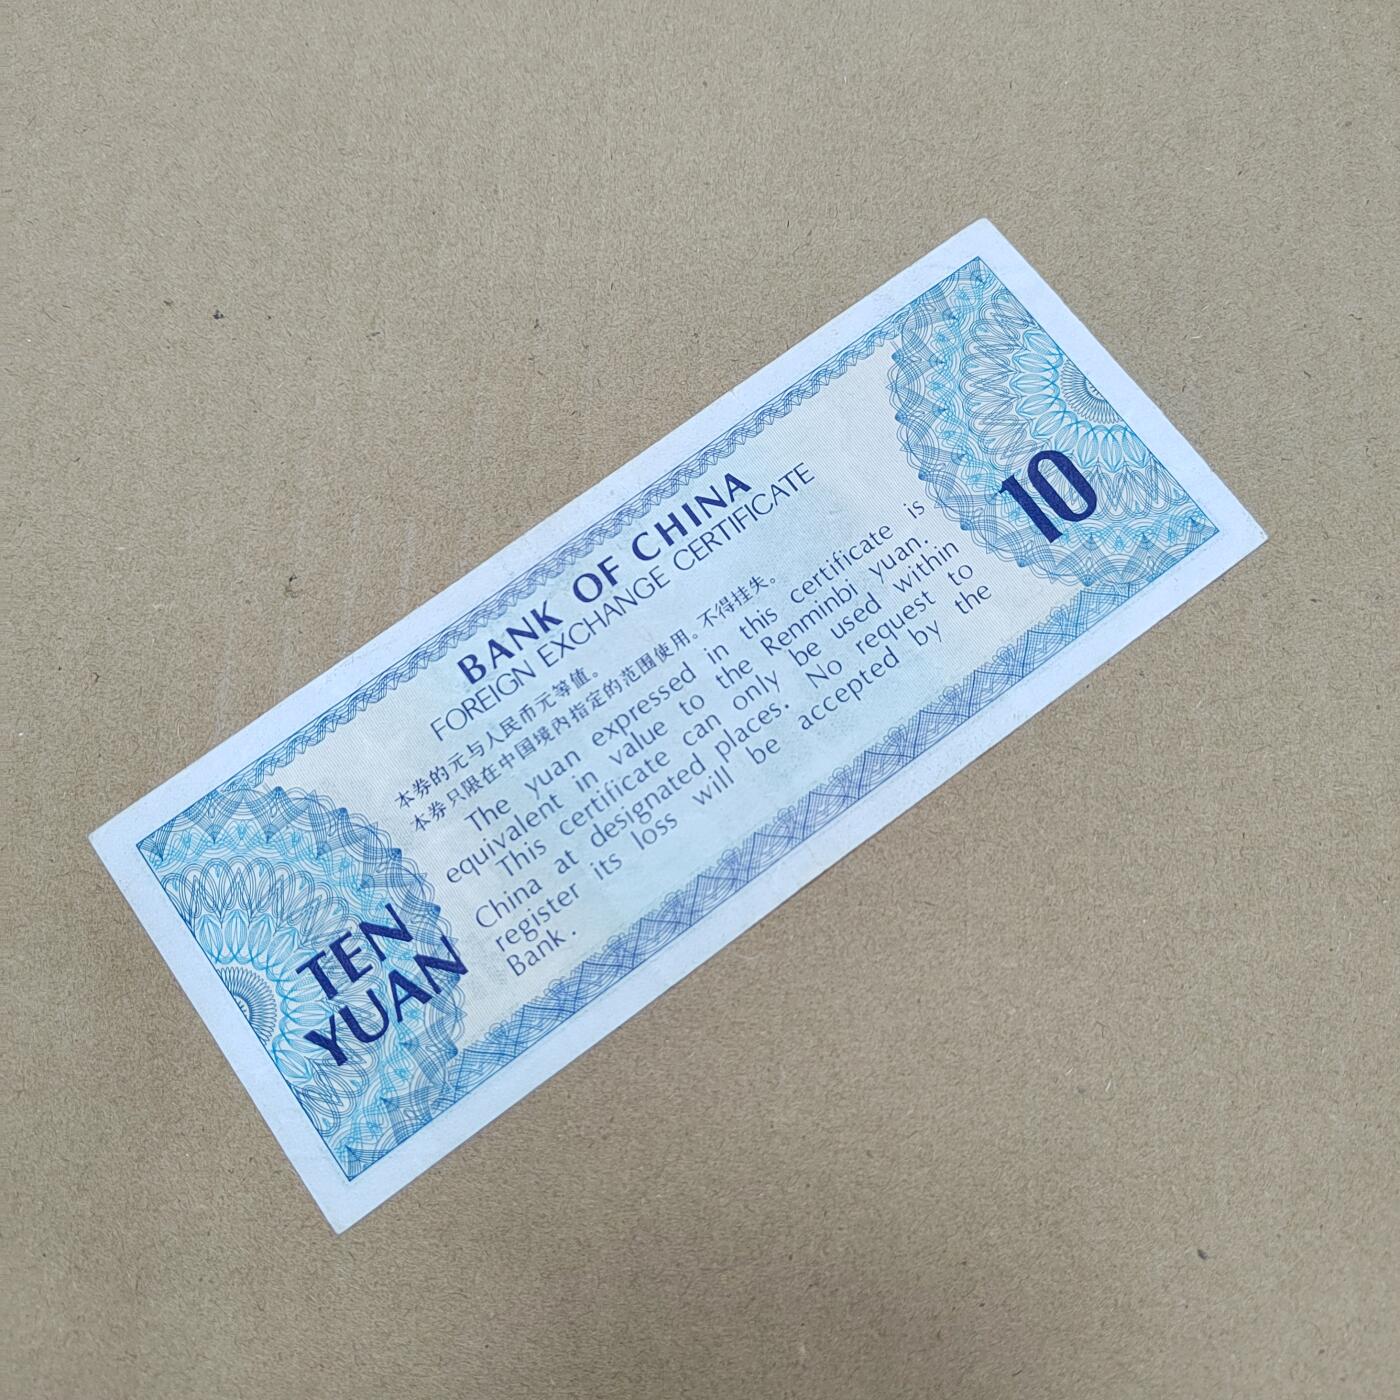 BANK OF CHINA
FOREIGN EXCHANGE CERTIFICATE
本券的元与人民币元等值。
本券只限在中国境内指定的范围使用。不得挂失。
The yuan expressed in this certificate is
equivalent in value to the Renminbi yuan.
This certificate can only be used within
China at designated places. No request to
register its loss will be accepted by the
Bank.
TEN
YUAN
10